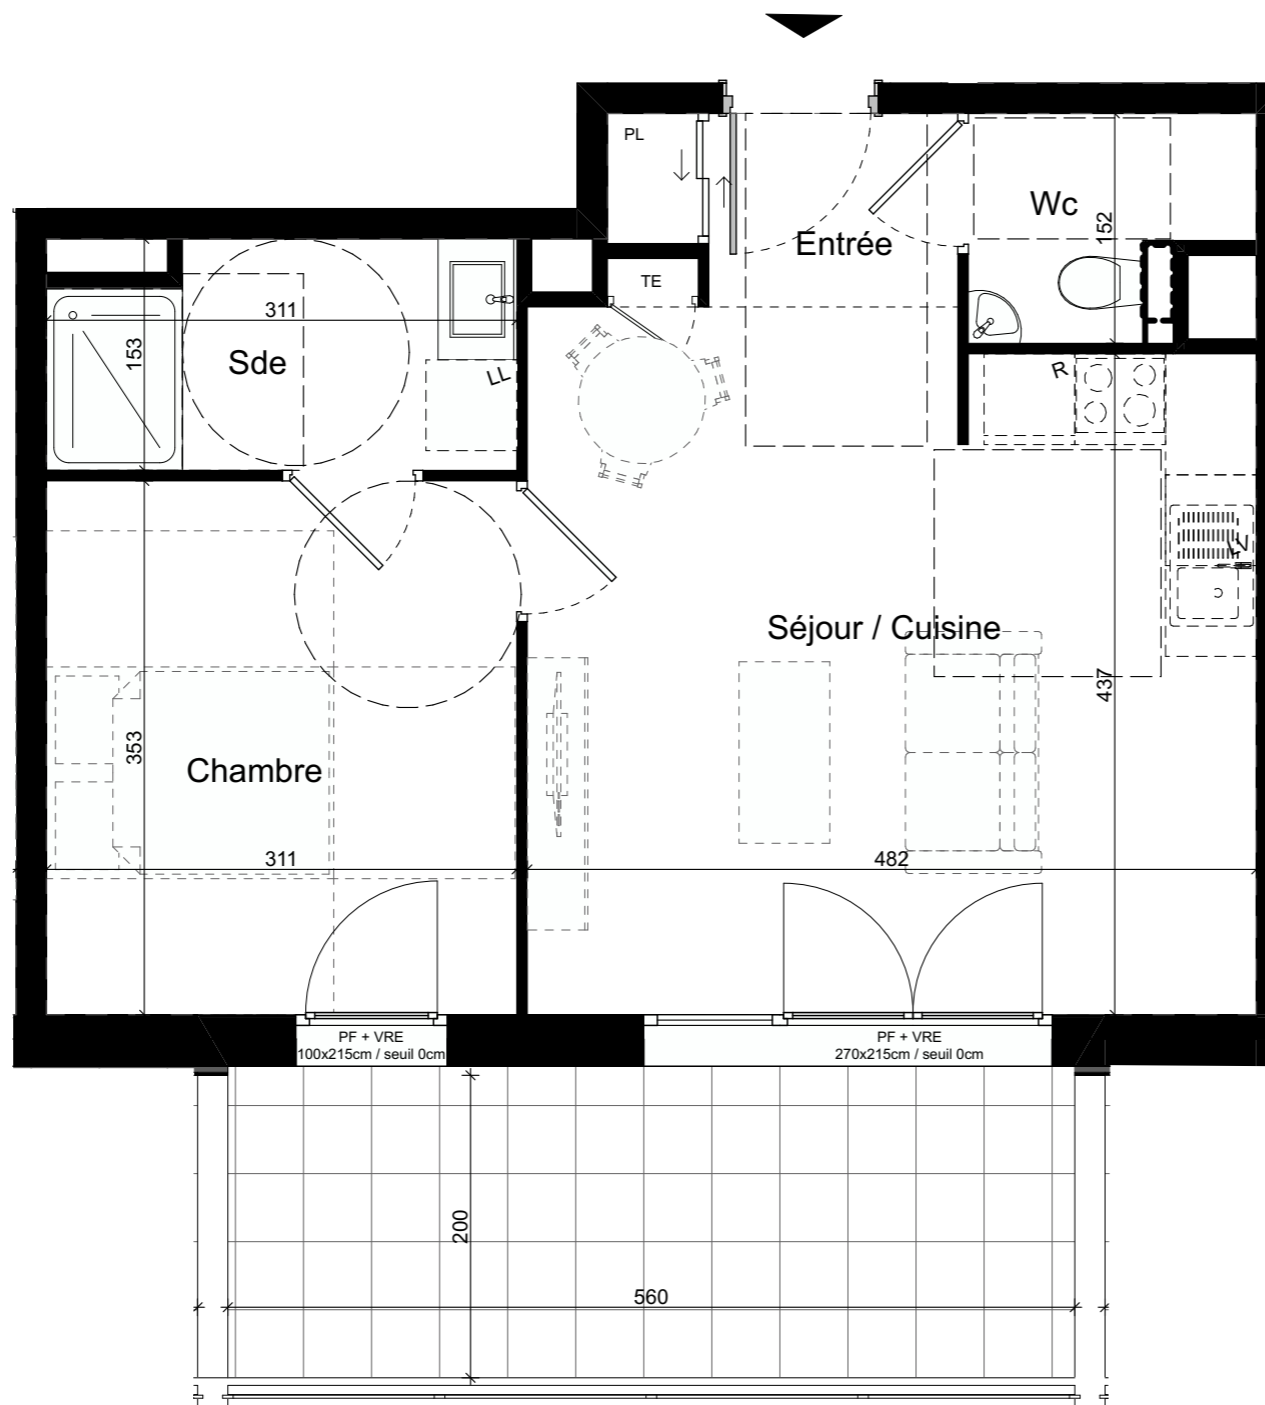 PL
Wc
152
Entrée
TE
311
Sde
153
LL
R
LV
Séjour / Cuisine
437
353
Chambre
311
482
PF + VRE
100x215cm / seuil 0cm
PF + VRE
270x215cm / seuil 0cm
200
560